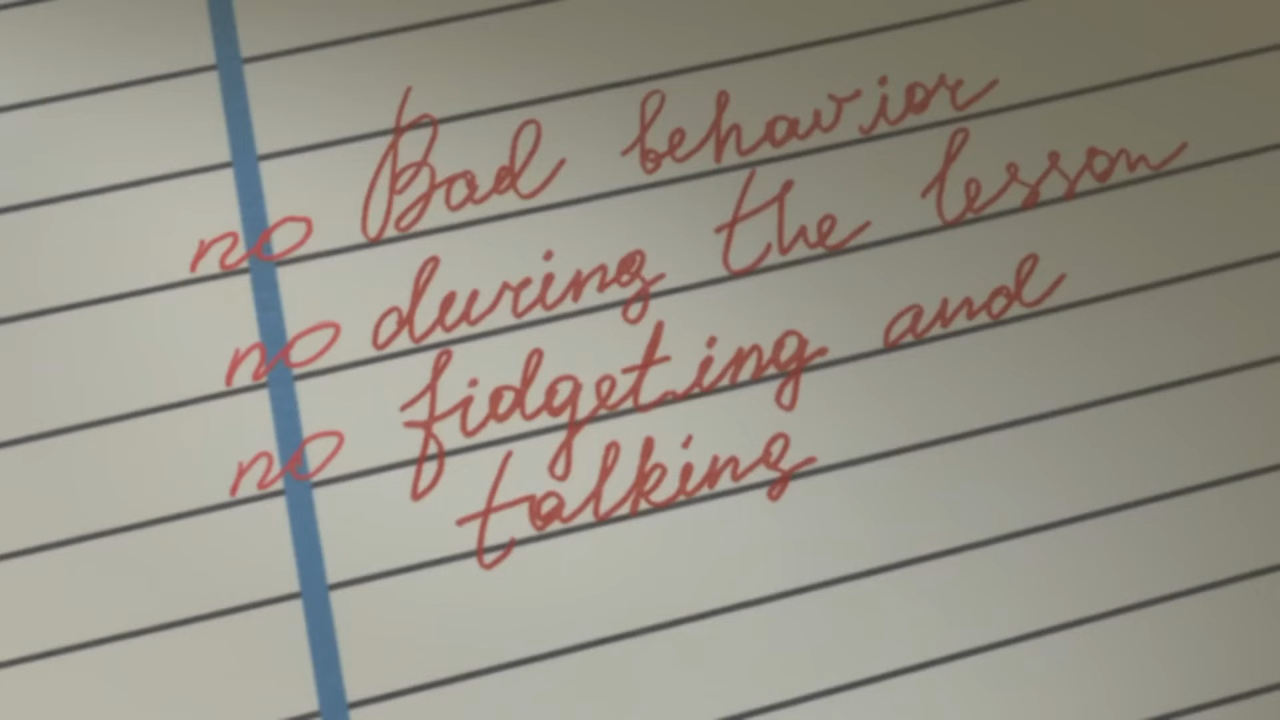 no Bad behavior
no during the lesson
no fidgeting and
talking